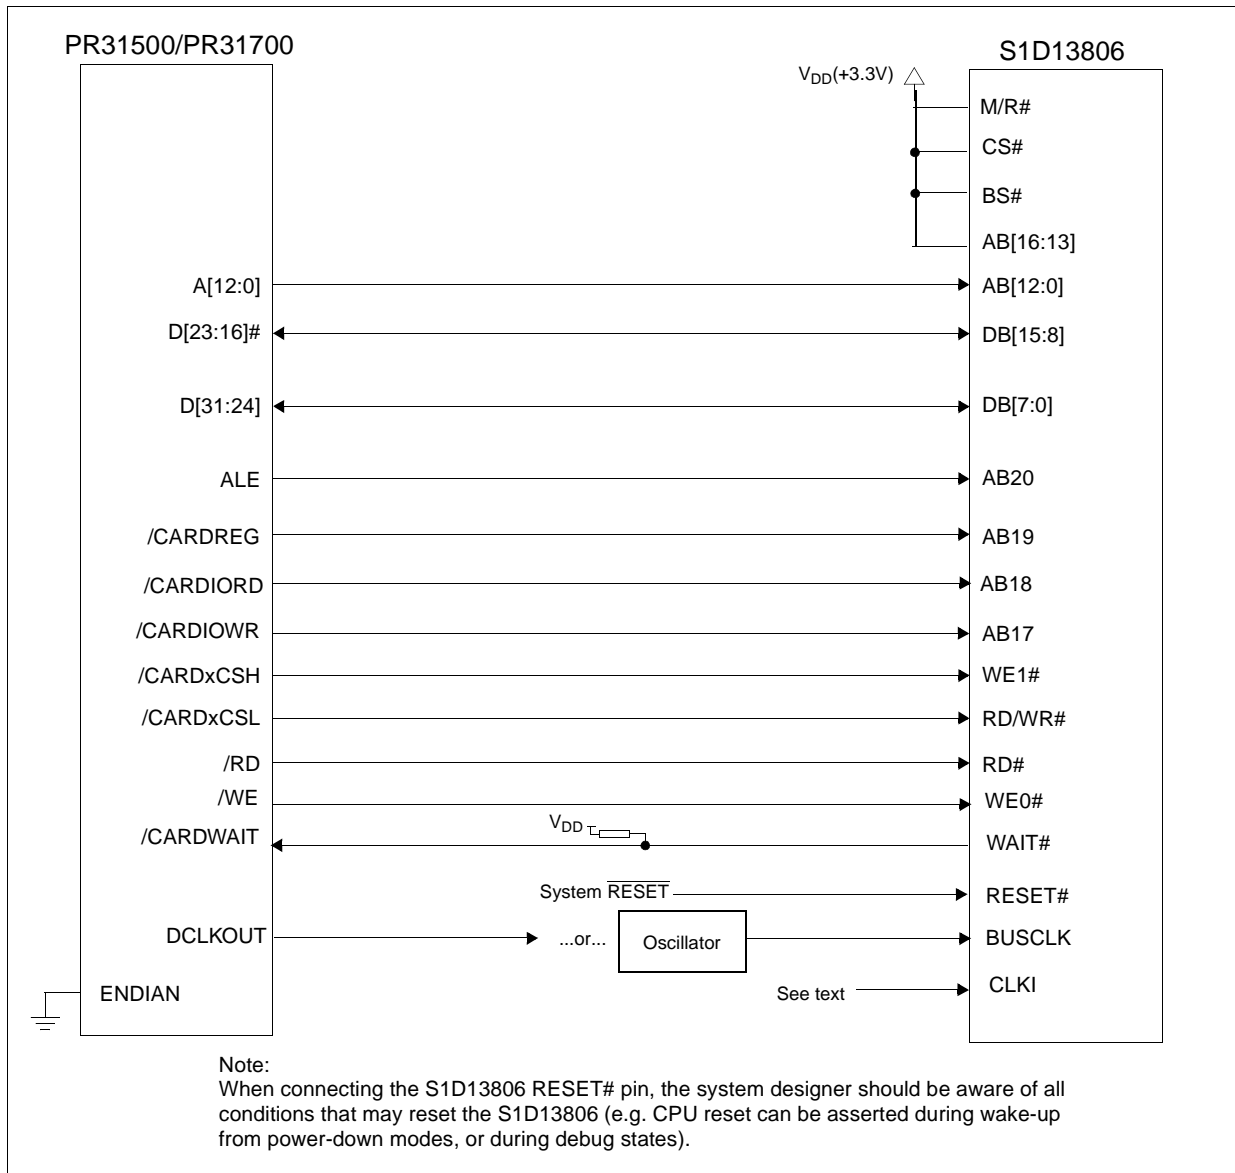 PR31500/PR31700
S1D13806
VDD(+3.3V)
M/R#
CS#
BS#
AB[16:13]
A[12:0]
AB[12:0]
D[23:16]#
DB[15:8]
D[31:24]
DB[7:0]
ALE
AB20
/CARDREG
AB19
/CARDIORD
AB18
/CARDIOWR
AB17
/CARDxCSH
WE1#
/CARDxCSL
RD/WR#
/RD
RD#
/WE
WE0#
/CARDWAIT
VDD
WAIT#
System RESET
RESET#
DCLKOUT
...or...
Oscillator
BUSCLK
ENDIAN
See text
CLKI
Note:
When connecting the S1D13806 RESET# pin, the system designer should be aware of all
conditions that may reset the S1D13806 (e.g. CPU reset can be asserted during wake-up
from power-down modes, or during debug states).